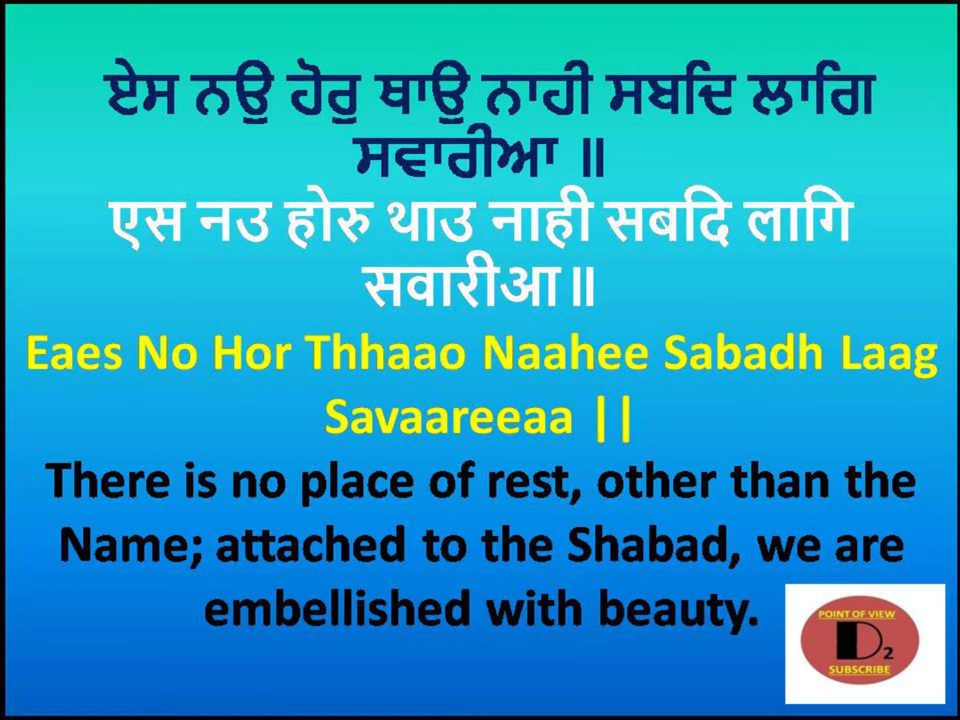 ਏਸ ਨਉ ਹੋਰੁ ਥਾਉ ਨਾਹੀ ਸਬਦਿ ਲਾਗਿ
ਸਵਾਰੀਆ ॥
एस नउ होरु थाउ नाही सबदि लागि
सवारीआ॥
Eaes No Hor Thhaao Naahee Sabadh Laag
Savaareeaa ||
There is no place of rest, other than the
Name; attached to the Shabad, we are
embellished with beauty.
POINT OF VIEW
D2
SUBSCRIBE